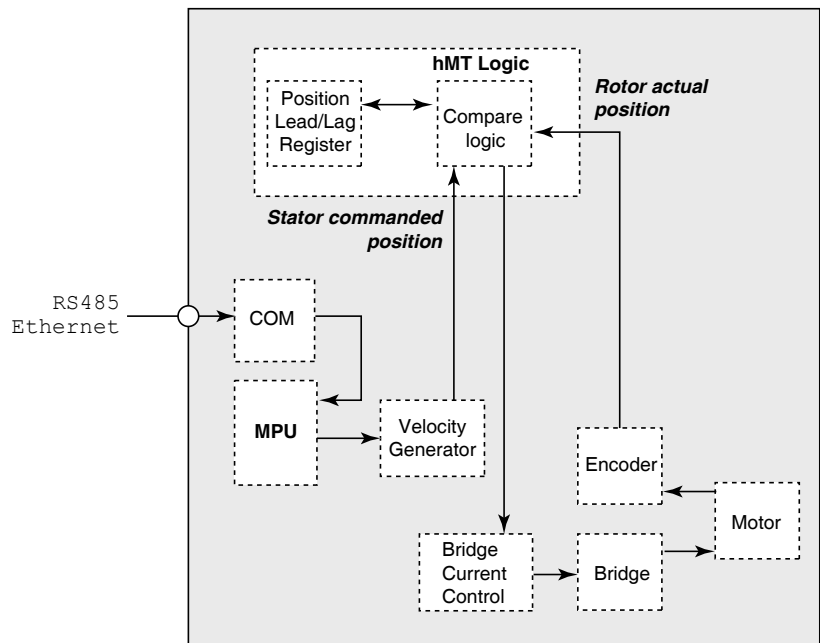 hMT Logic
Position
Lead/Lag
Register
Compare
logic
Rotor actual
position
Stator commanded
position
RS485
Ethernet
COM
MPU
Velocity
Generator
Encoder
Motor
Bridge
Current
Control
Bridge